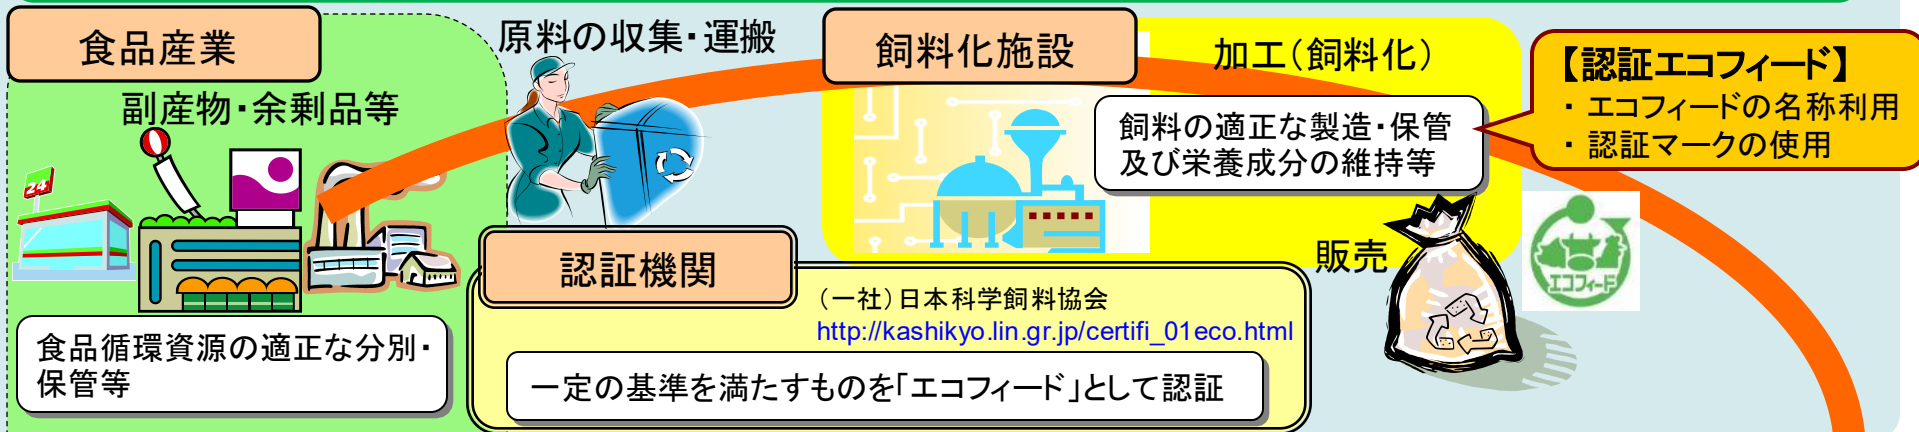 食品産業
副産物・余剰品等
24
食品循環資源の適正な分別・
保管等
原料の収集・運搬
認証機関
（一社）日本科学飼料協会
http://kashikyo.lin.gr.jp/certifi_01eco.html
一定の基準を満たすものを「エコフィード」として認証
飼料化施設
加工（飼料化）
飼料の適正な製造・保管
及び栄養成分の維持等
【認証エコフィード】
・ エコフィードの名称利用
・ 認証マークの使用
販売
エコフィード